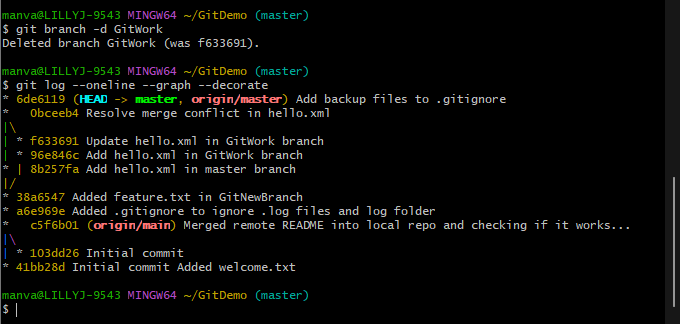 manva@LILLYJ-9543 MINGW64 ~/GitDemo (master)
$ git branch -d GitWork
Deleted branch GitWork (was f633691).

manva@LILLYJ-9543 MINGW64 ~/GitDemo (master)
$ git log --oneline --graph --decorate
* 6de6119 (HEAD -> master, origin/master) Add backup files to .gitignore
*   0bceeb4 Resolve merge conflict in hello.xml
|\
| * f633691 Update hello.xml in GitWork branch
| * 96e846c Add hello.xml in GitWork branch
* | 8b257fa Add hello.xml in master branch
|/
* 38a6547 Added feature.txt in GitNewBranch
* a6e969e Added .gitignore to ignore .log files and log folder
*   c5f6b01 (origin/main) Merged remote README into local repo and checking if it works...
|\
| * 103dd26 Initial commit
* 41bb28d Initial commit Added welcome.txt

manva@LILLYJ-9543 MINGW64 ~/GitDemo (master)
$